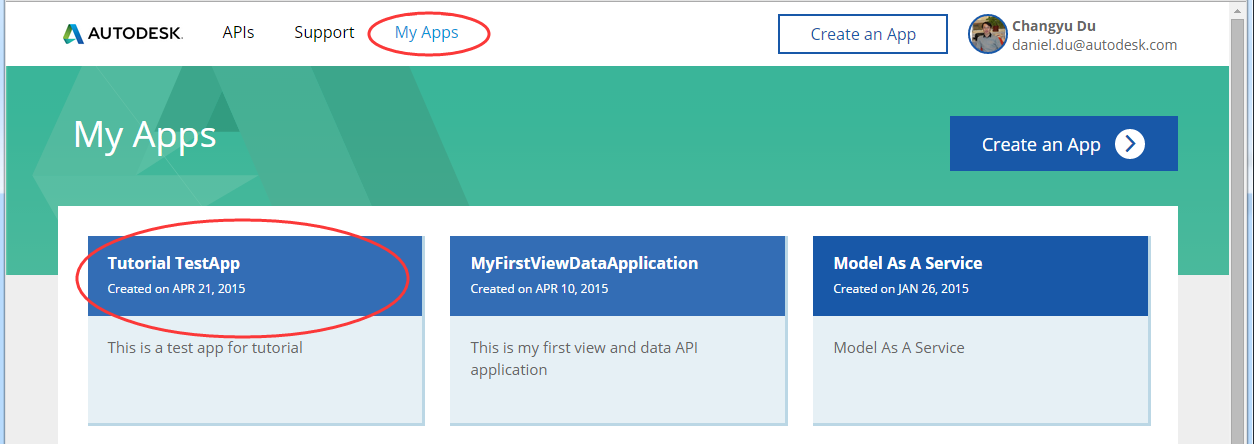 AUTODESK. APIs Support My Apps Create an App Changyu Du
daniel.du@autodesk.com
My Apps
Create an App
Tutorial TestApp
Created on APR 21, 2015
This is a test app for tutorial
MyFirstViewDataApplication
Created on APR 10, 2015
This is my first view and data API
application
Model As A Service
Created on JAN 26, 2015
Model As A Service